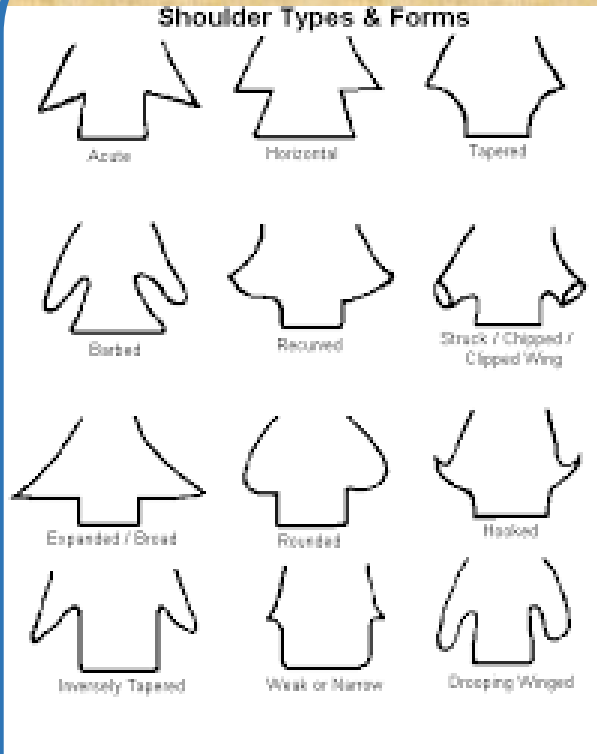 Shoulder Types & Forms
Acute
Horizontal
Tapered
Barbed
Recurved
Struck / Chipped /
Clipped Wing
Expanded / Broad
Rounded
Hooked
Inversely Tapered
Weak or Narrow
Drooping Winged